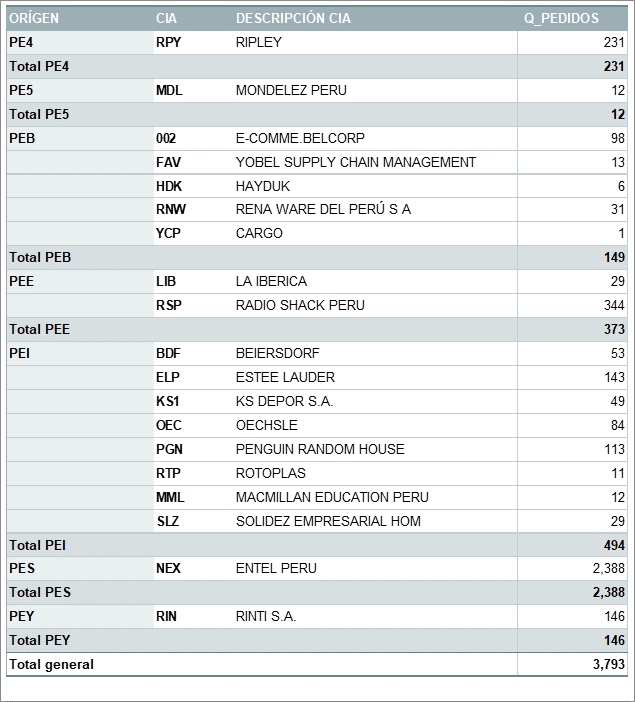 ORÍGEN CIA DESCRIPCIÓN CIA Q_PEDIDOS
PE4 RPY RIPLEY 231
Total PE4 231
PE5 MDL MONDELEZ PERU 12
Total PE5 12
PEB 002 E-COMME.BELCORP 98
FAV YOBEL SUPPLY CHAIN MANAGEMENT 13
HDK HAYDUK 6
RNW RENA WARE DEL PERÚ S A 31
YCP CARGO 1
Total PEB 149
PEE LIB LA IBERICA 29
RSP RADIO SHACK PERU 344
Total PEE 373
PEI BDF BEIERSDORF 53
ELP ESTEE LAUDER 143
KS1 KS DEPOR S.A. 49
OEC OECHSLE 84
PGN PENGUIN RANDOM HOUSE 113
RTP ROTOPLAS 11
MML MACMILLAN EDUCATION PERU 12
SLZ SOLIDEZ EMPRESARIAL HOM 29
Total PEI 494
PES NEX ENTEL PERU 2,388
Total PES 2,388
PEY RIN RINTI S.A. 146
Total PEY 146
Total general 3,793